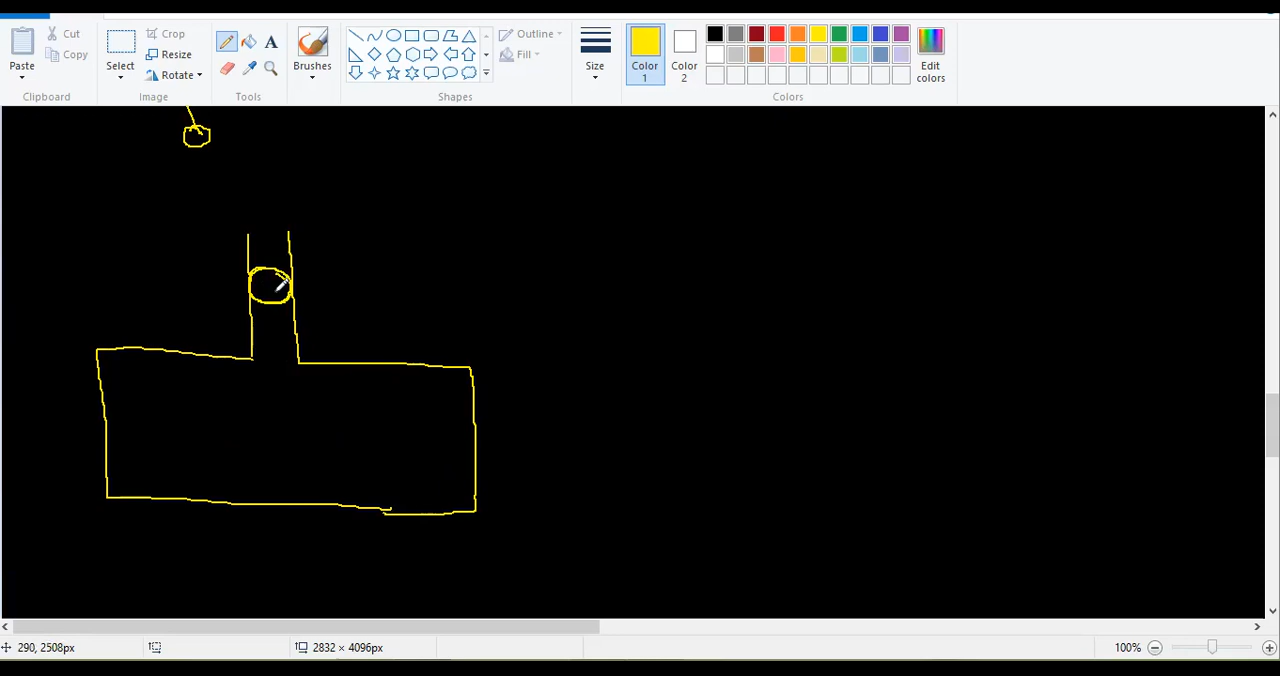 Cut
Copy
Paste
Clipboard
Select
Crop
Resize
Rotate
Image
A
Tools
Brushes
Outline
Fill
Shapes
Size
Color
1
Color
2
Edit
colors
Colors
290, 2508px
2832 × 4096px
100%